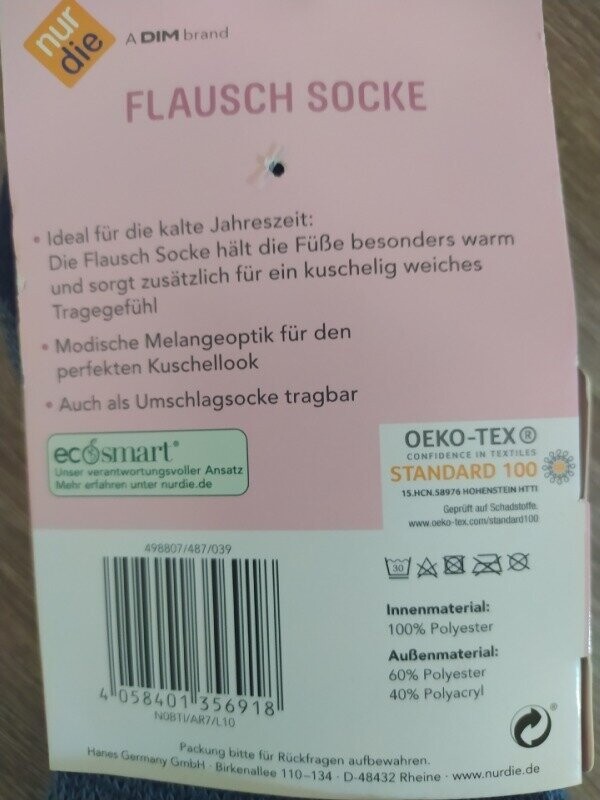 nur die
A DIM brand
FLAUSCH SOCKE
• Ideal für die kalte Jahreszeit:
Die Flausch Socke hält die Füße besonders warm
und sorgt zusätzlich für ein kuschelig weiches
Tragegefühl
• Modische Melangeoptik für den
perfekten Kuschellook
• Auch als Umschlagsocke tragbar
ecosmart®
Unser verantwortungsvoller Ansatz
Mehr erfahren unter nurdie.de
OEKO-TEX®
CONFIDENCE IN TEXTILES
STANDARD 100
15.HCN.58976 HOHENSTEIN HTTI
Geprüft auf Schadstoffe.
www.oeko-tex.com/standard100
498807/487/039
4 058401 356918
N0BTI/AR7/L10
30
Innenmaterial:
100% Polyester
Außenmaterial:
60% Polyester
40% Polyacryl
Packung bitte für Rückfragen aufbewahren.
Hanes Germany GmbH · Birkenallee 110–134 · D-48432 Rheine · www.nurdie.de